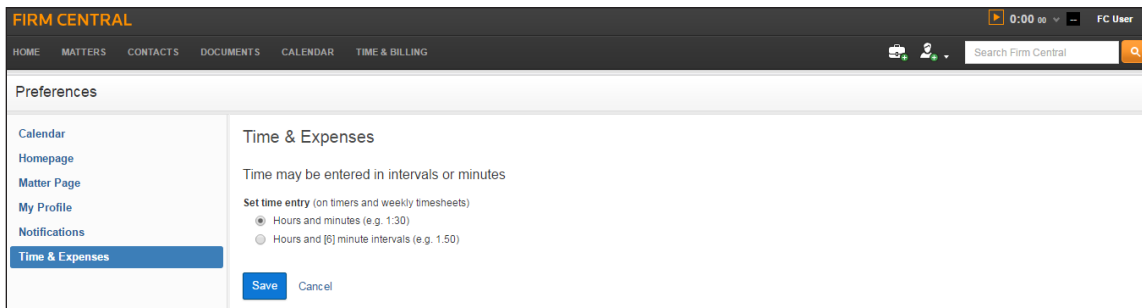 FIRM CENTRAL
0:00 00 -- FC User
HOME MATTERS CONTACTS DOCUMENTS CALENDAR TIME & BILLING
Search Firm Central
Preferences
Calendar
Homepage
Matter Page
My Profile
Notifications
Time & Expenses
Time & Expenses
Time may be entered in intervals or minutes
Set time entry (on timers and weekly timesheets)
Hours and minutes (e.g. 1:30)
Hours and [6] minute intervals (e.g. 1.50)
Save Cancel